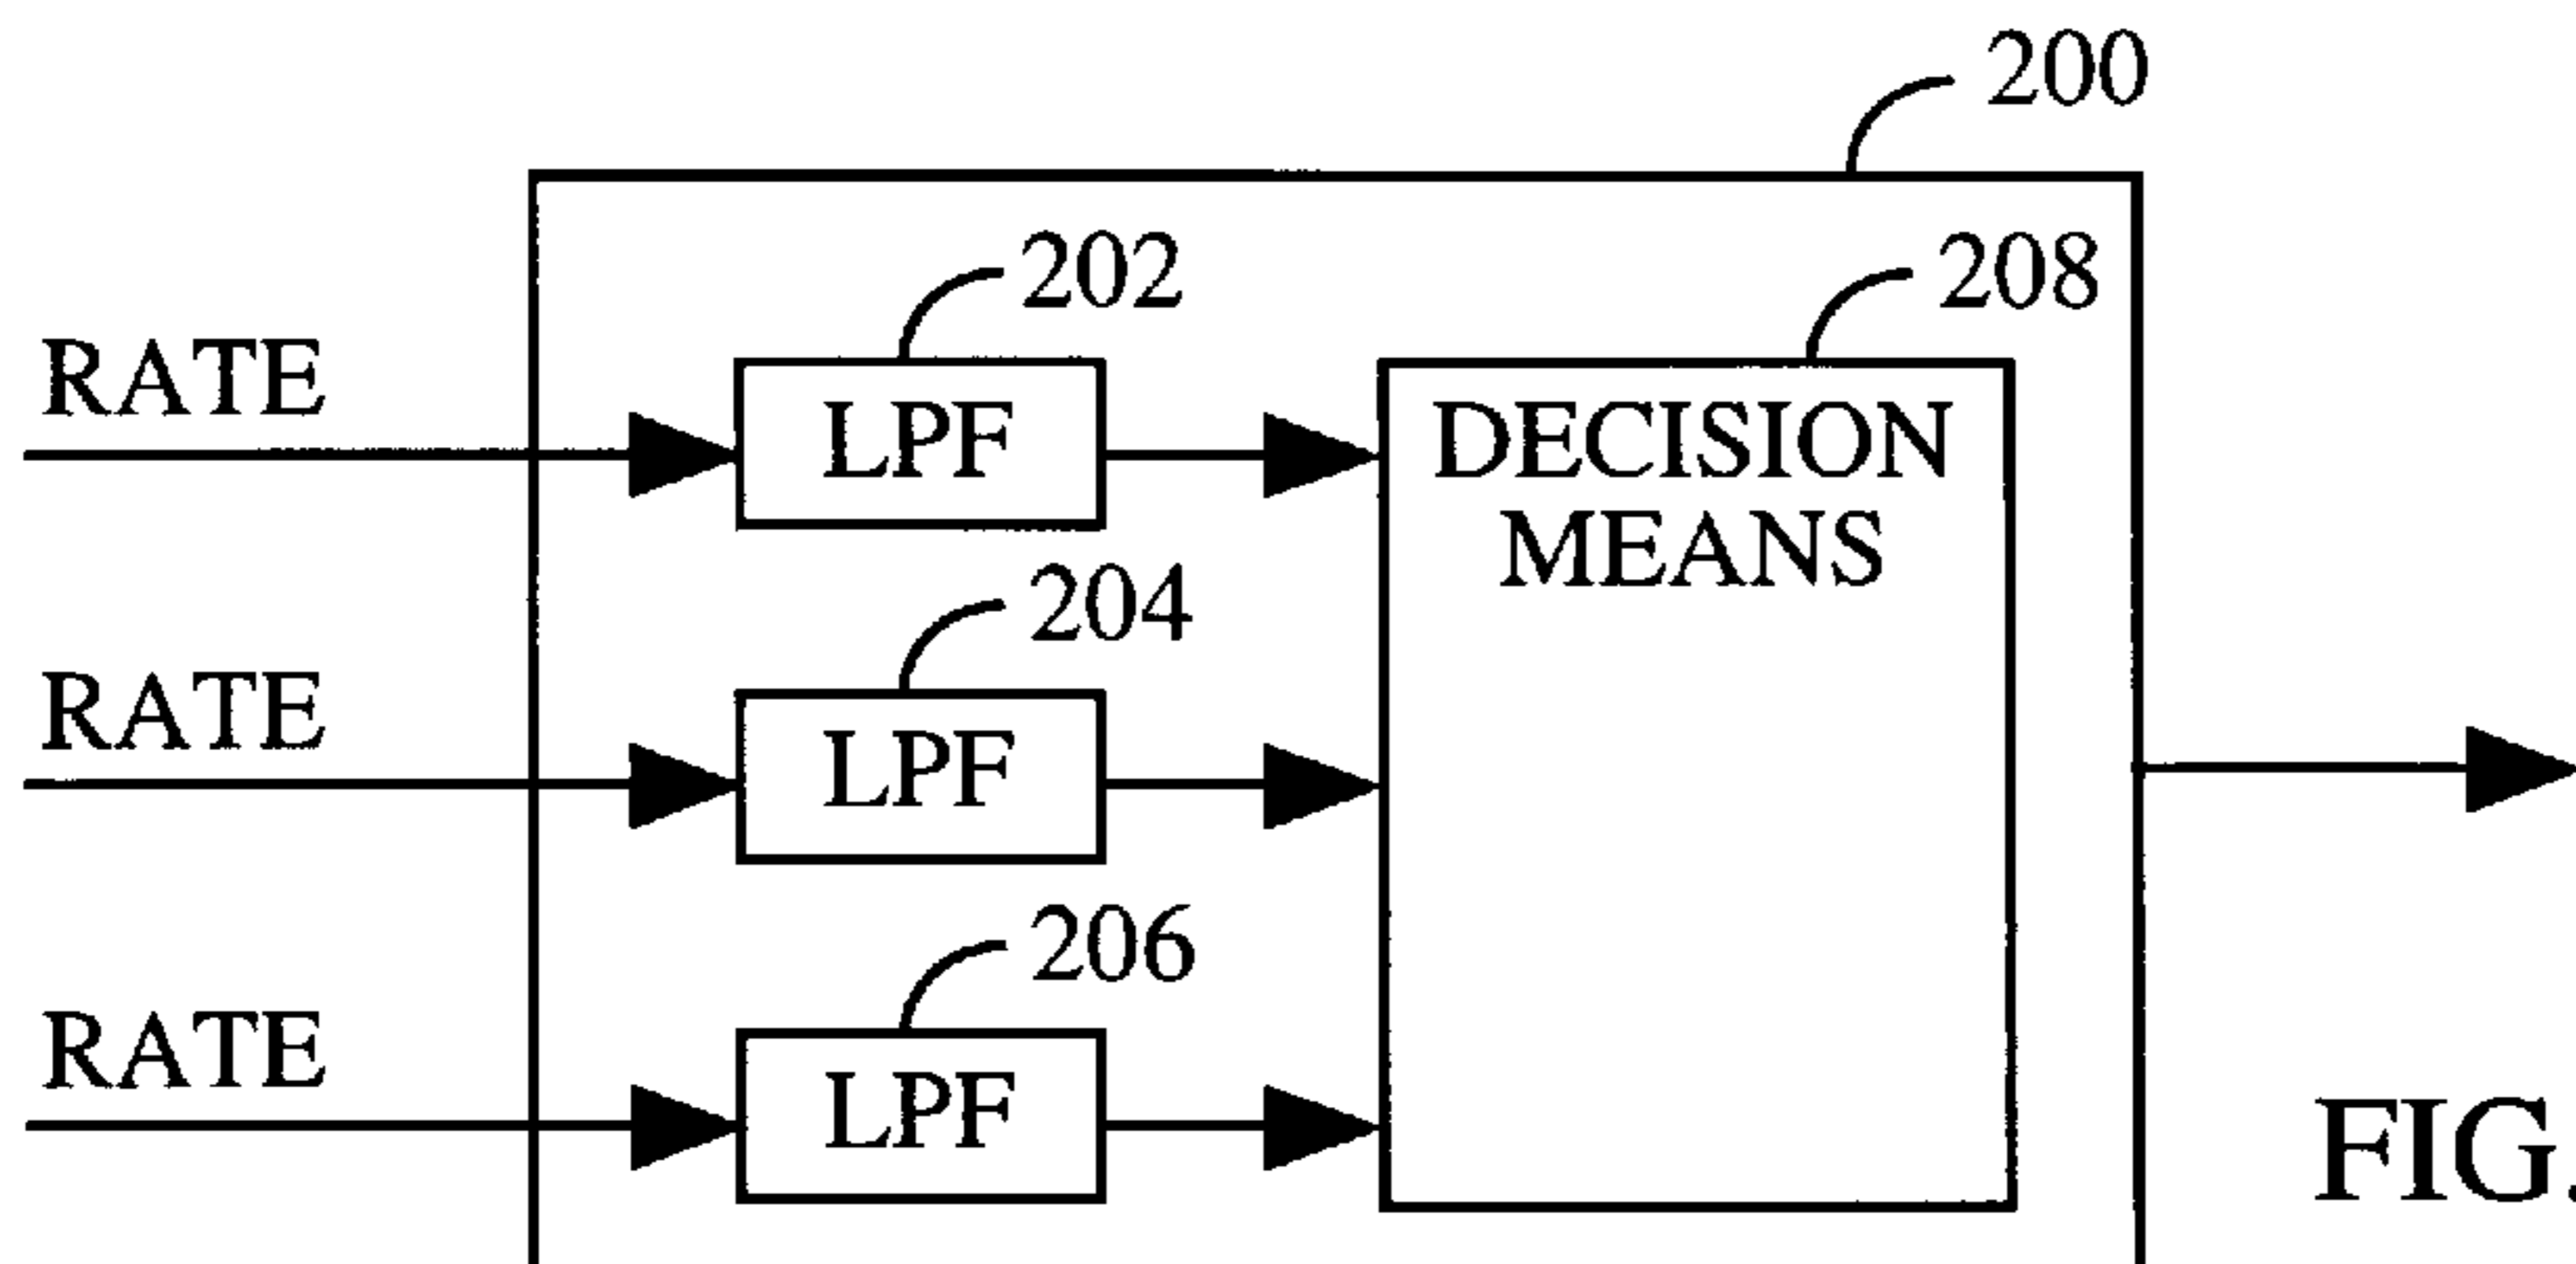 200
202
208
RATE
LPF
DECISION
MEANS
204
RATE
LPF
206
RATE
LPF
FIG.